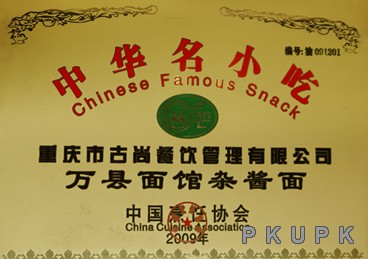 编号:渝091201
中华名小吃
Chinese Famous Snack
重庆市古尚餐饮管理有限公司
万县面馆杂酱面
中国烹饪协会
China Cuisine Association
2009年
PKUPK